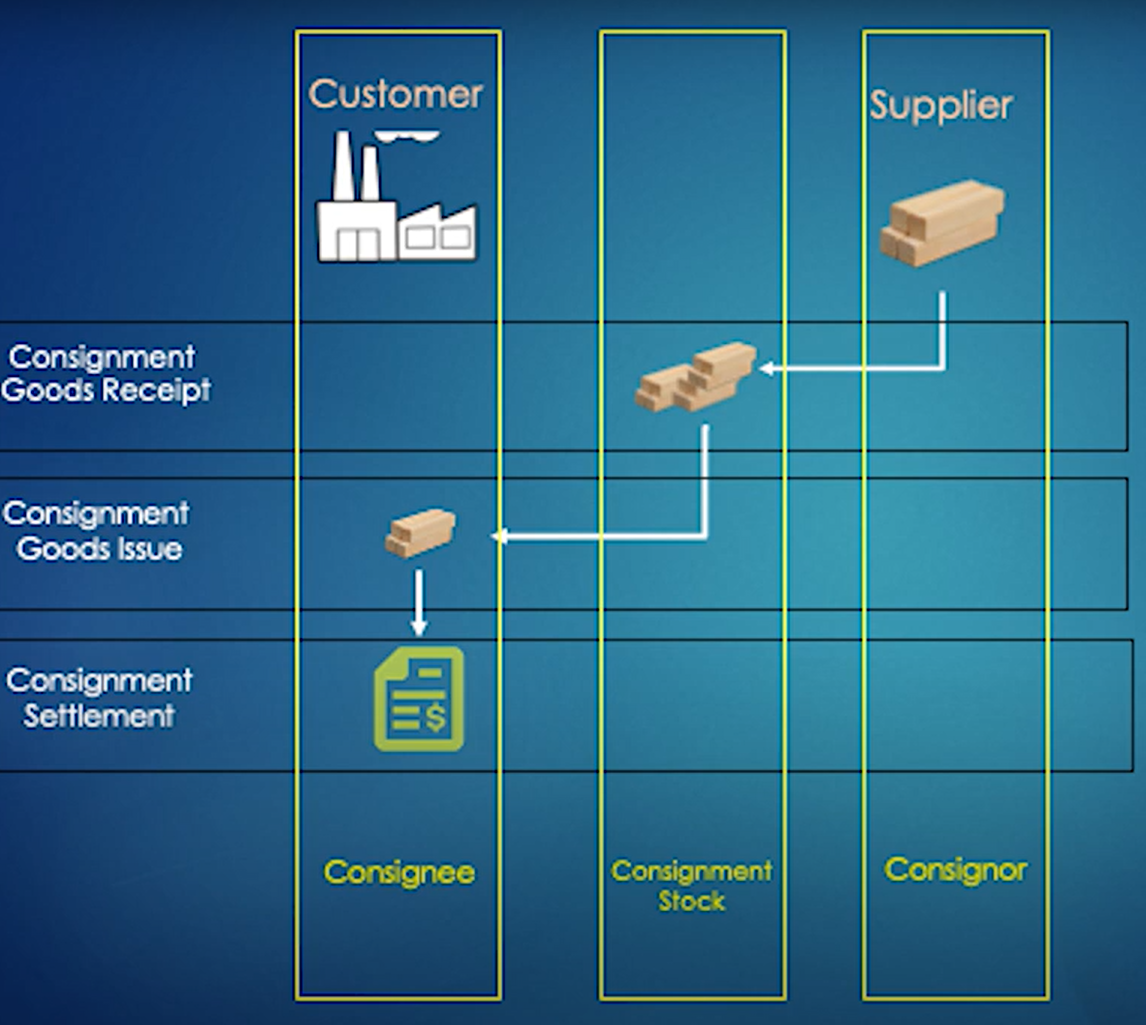 Customer
Supplier
Consignment
Goods Receipt
Consignment
Goods Issue
Consignment
Settlement
$
Consignee
Consignment
Stock
Consignor